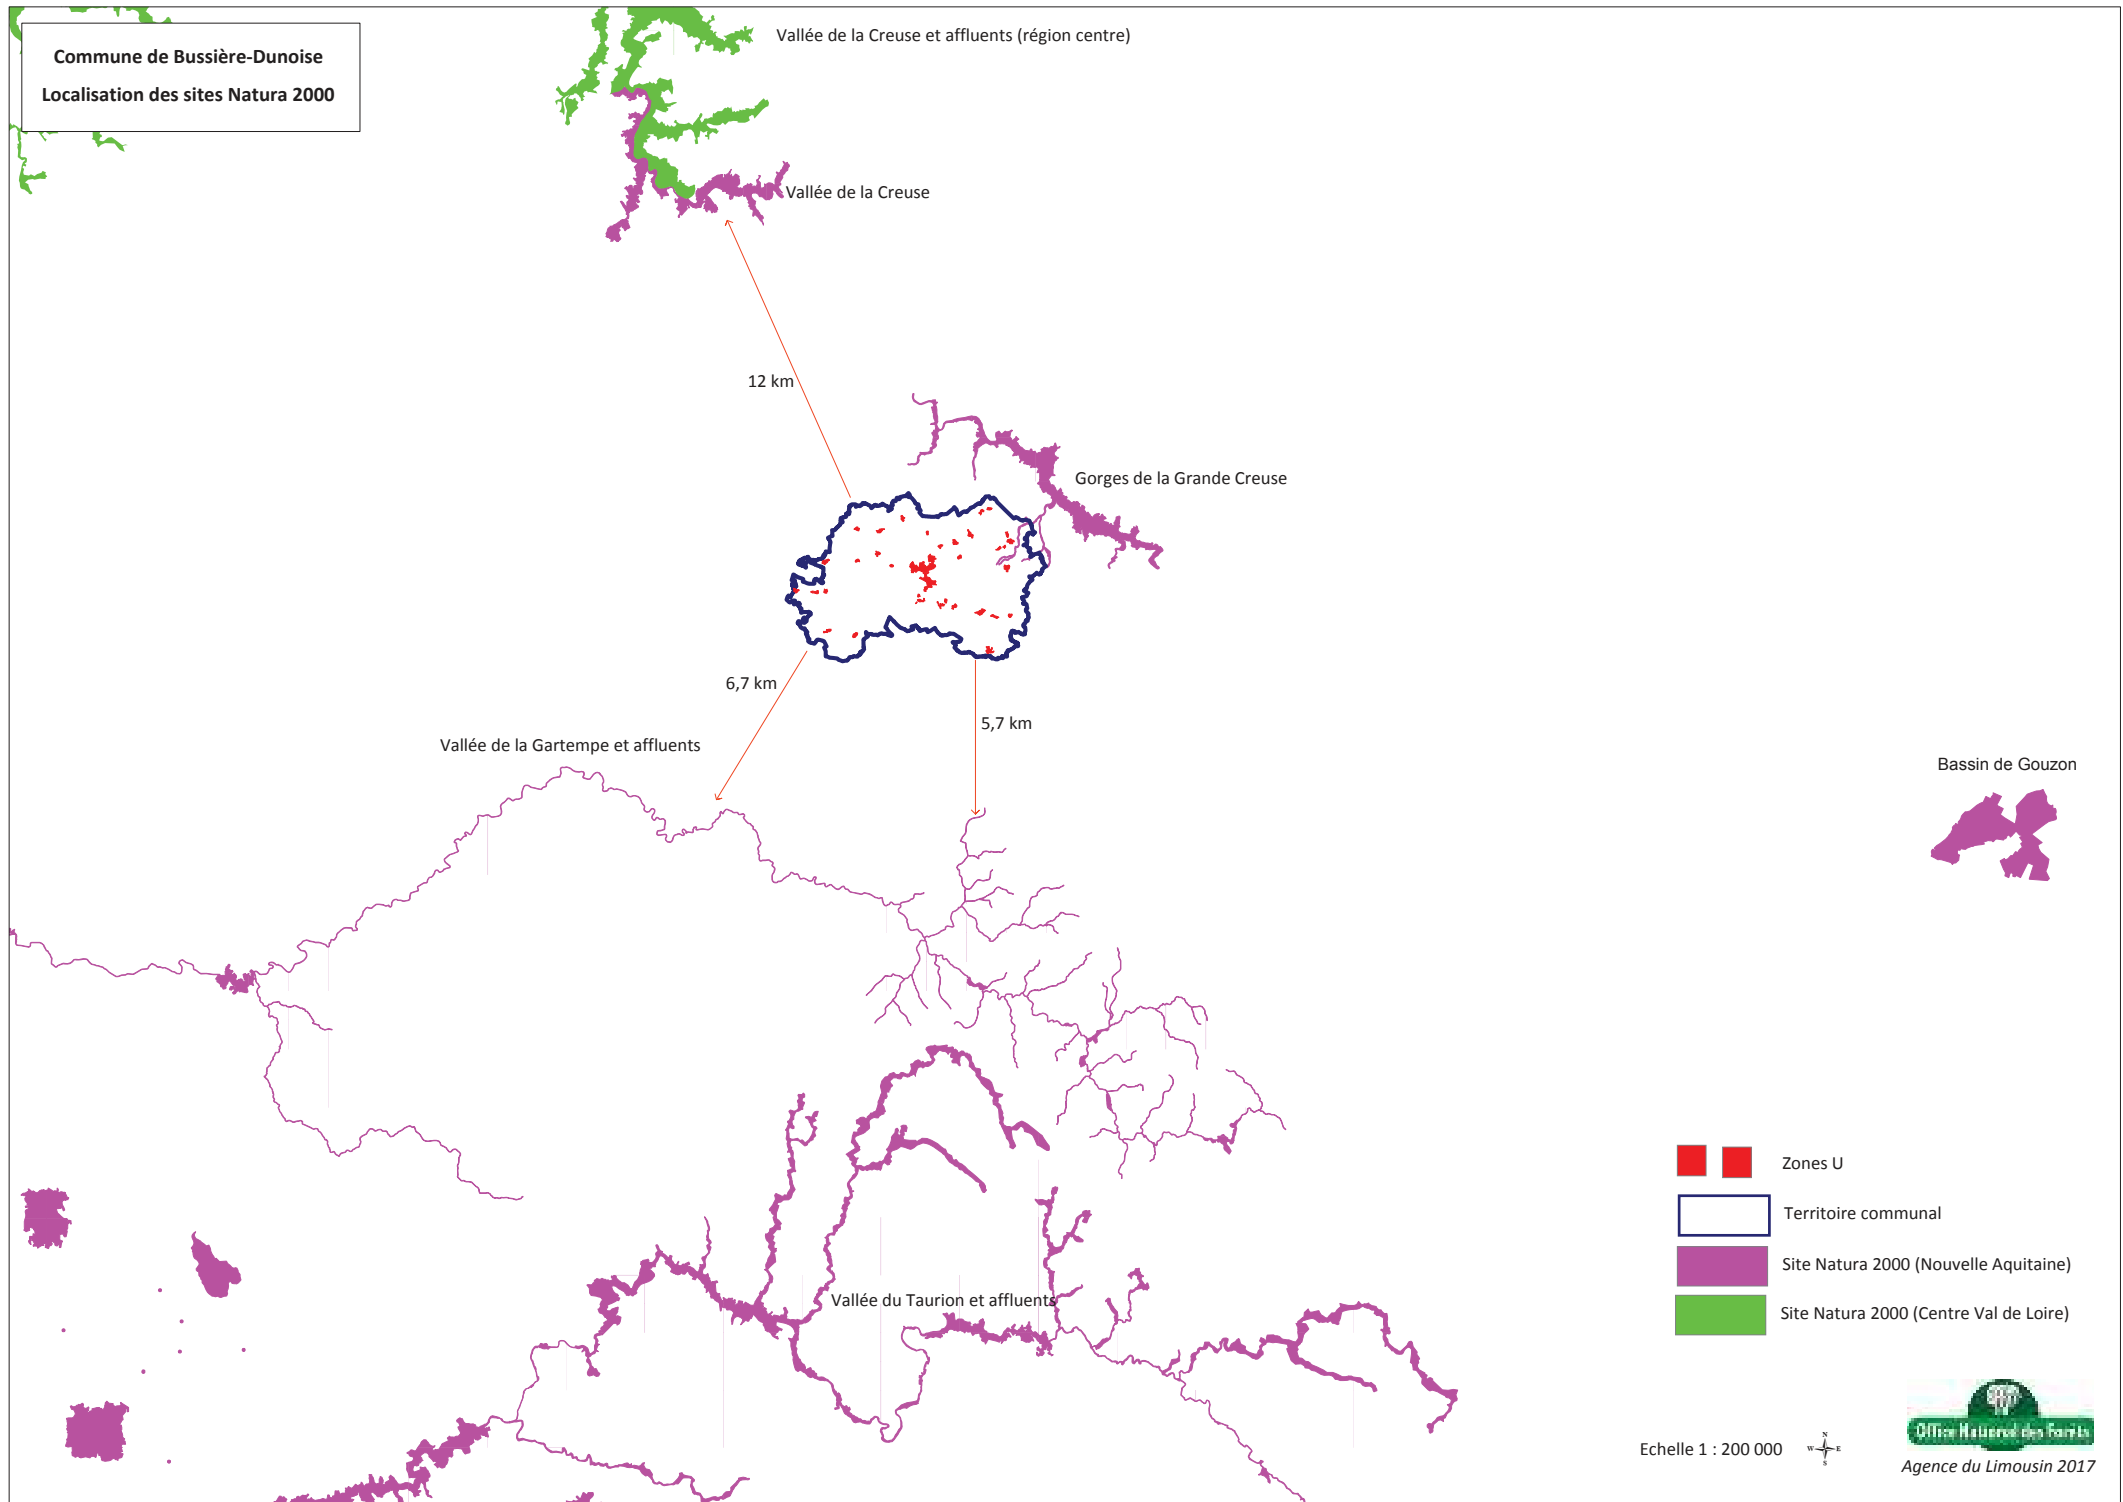 Commune de Bussière-Dunoise
Localisation des sites Natura 2000
Vallée de la Creuse et affluents (région centre)
Vallée de la Creuse
12 km
Gorges de la Grande Creuse
6,7 km
5,7 km
Vallée de la Gartempe et affluents
Bassin de Gouzon
Vallée du Taurion et affluents
Zones U
Territoire communal
Site Natura 2000 (Nouvelle Aquitaine)
Site Natura 2000 (Centre Val de Loire)
Echelle 1 : 200 000
N
W E
S
Office National des Forêts
Agence du Limousin 2017